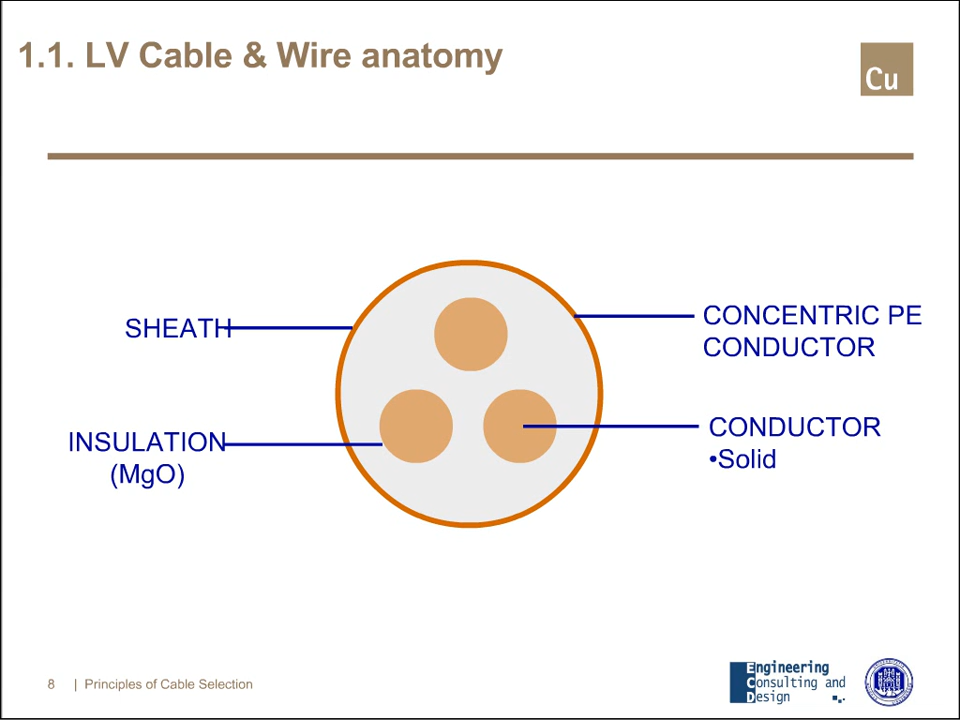 1.1. LV Cable & Wire anatomy
Cu
SHEATH
CONCENTRIC PE
CONDUCTOR
INSULATION
(MgO)
CONDUCTOR
•Solid
8 | Principles of Cable Selection
Engineering
Consulting and
Design